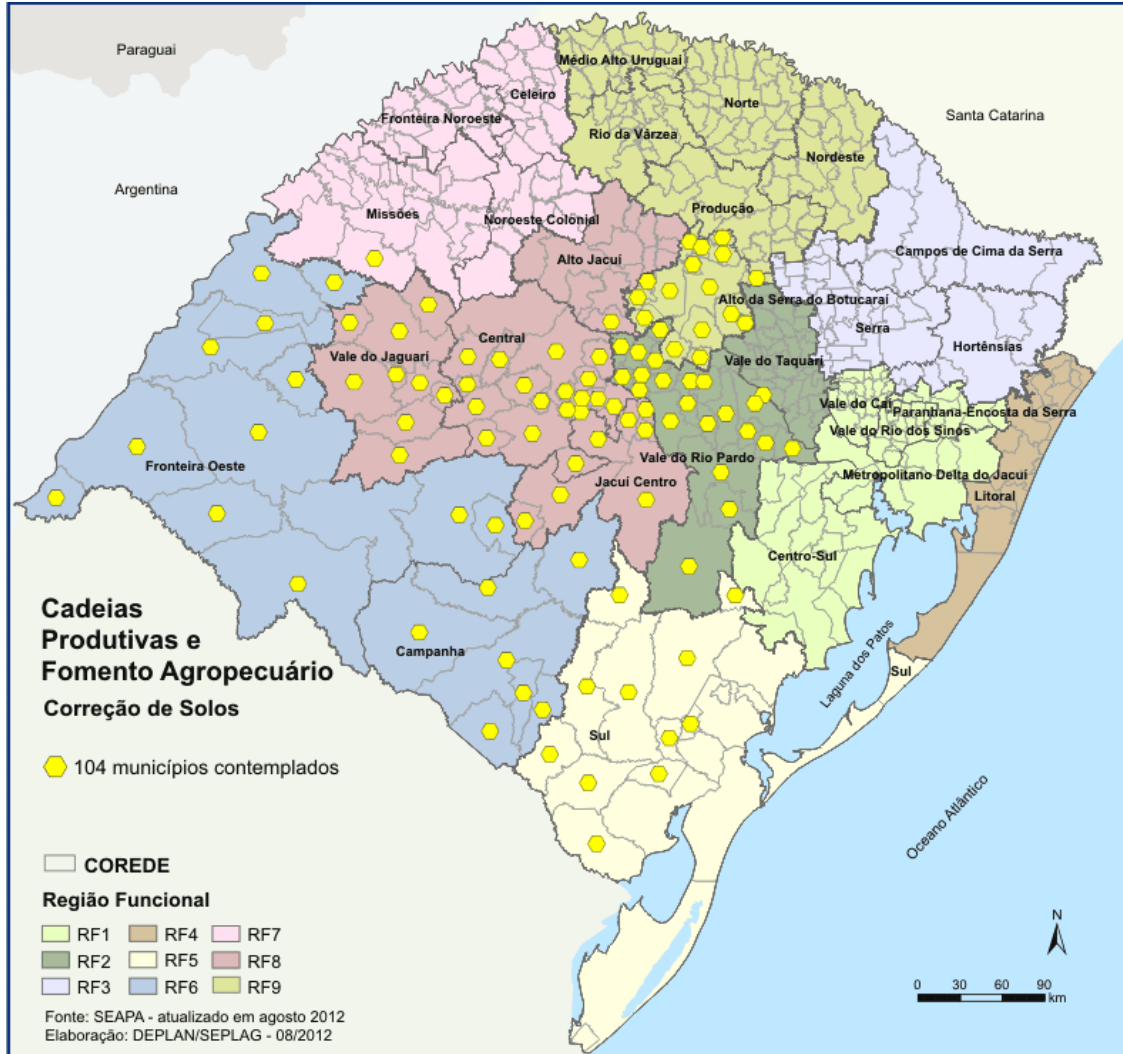 Paraguai
Santa Catarina
Argentina
Médio Alto Uruguai
Celeiro
Norte
Fronteira Noroeste
Rio da Várzea
Nordeste
Missões
Noroeste Colonial
Produção
Alto Jacuí
Campos de Cima da Serra
Alto da Serra do Botucaraí
Serra
Central
Hortênsias
Vale do Jaguari
Vale do Taquari
Vale do Caí
Paranhana-Encosta da Serra
Vale do Rio dos Sinos
Fronteira Oeste
Vale do Rio Pardo
Jacuí Centro
Metropolitano Delta do Jacuí
Litoral
Centro-Sul
Campanha
Laguna dos Patos
Sul
Sul
Oceano Atlântico
Cadeias
Produtivas e
Fomento Agropecuário
Correção de Solos
104 municípios contemplados
COREDE
Região Funcional
RF1 RF4 RF7
RF2 RF5 RF8
RF3 RF6 RF9
Fonte: SEAPA - atualizado em agosto 2012
Elaboração: DEPLAN/SEPLAG - 08/2012
N
0 30 60 90
km